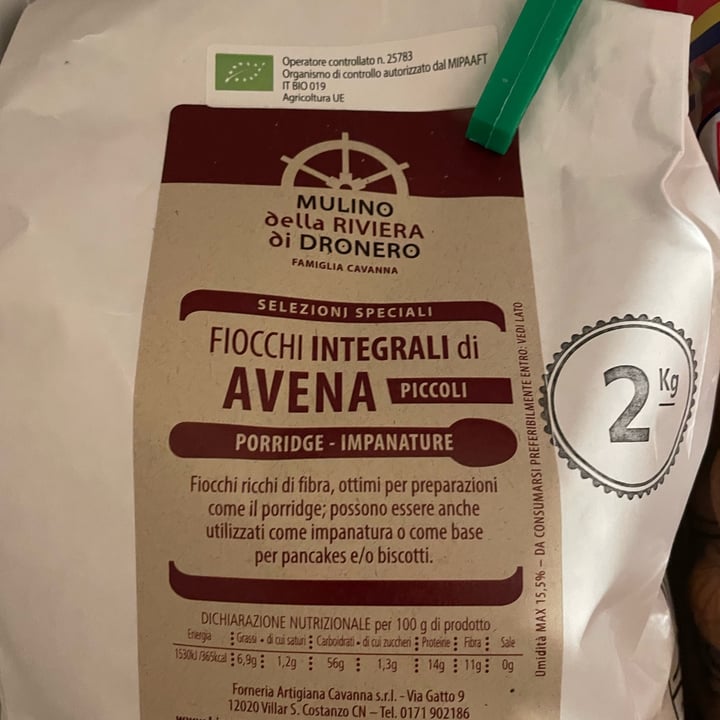 Operatore controllato n. 25783
Organismo di controllo autorizzato dal MIPAAFT
IT BIO 019
Agricoltura UE
MULINO
della RIVIERA
di DRONERO
FAMIGLIA CAVANNA
SELEZIONI SPECIALI
FIOCCHI INTEGRALI di
AVENA PICCOLI
PORRIDGE - IMPANATURE
Fiocchi ricchi di fibra, ottimi per preparazioni
come il porridge; possono essere anche
utilizzati come impanatura o come base
per pancakes e/o biscotti.
DICHIARAZIONE NUTRIZIONALE per 100 g di prodotto
Energia Grassi - di cui saturi Carboidrati - di cui zuccheri Proteine Fibra Sale
1530kJ/365kcal 6,9g 1,2g 56g 1,3g 14g 11g 0g
Forneria Artigiana Cavanna s.r.l. - Via Gatto 9
12020 Villar S. Costanzo CN – Tel. 0171 902186
Umidità MAX 15,5% – DA CONSUMARSI PREFERIBILMENTE ENTRO: VEDI LATO
2 Kg